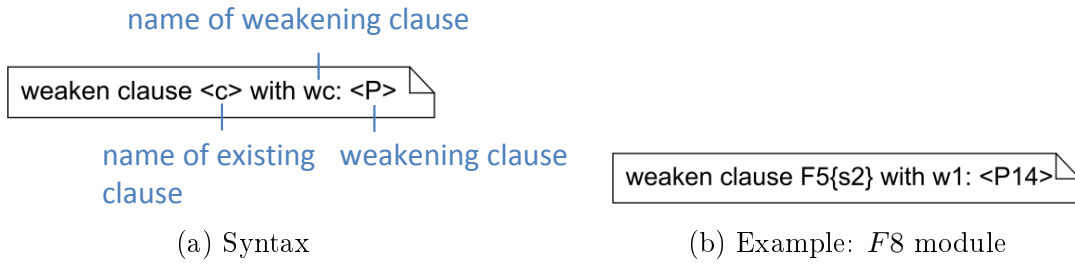 name of weakening clause
weaken clause <c> with wc: <P>
name of existing
clause
weakening clause
(a) Syntax
weaken clause F5{s2} with w1: <P14>
(b) Example: F8 module